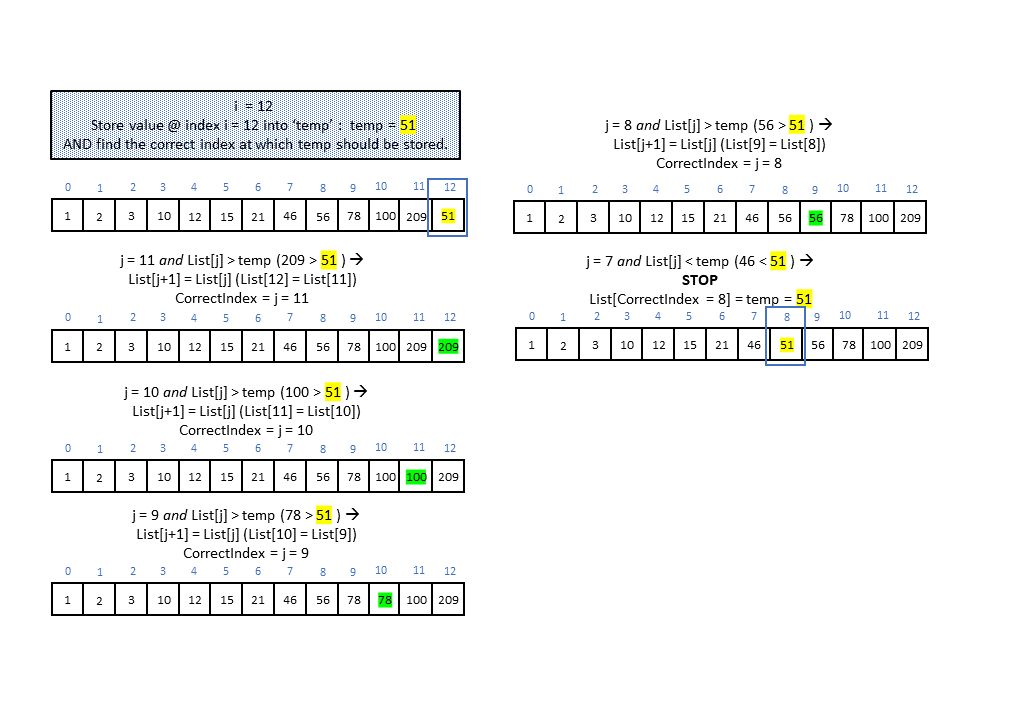 i  = 12
Store value @ index i = 12 into ‘temp’ :  temp = 51
AND find the correct index at which temp should be stored.
0 1 2 3 4 5 6 7 8 9 10 11 12
1 2 3 10 12 15 21 46 56 78 100 209 51
j = 11 and List[j] > temp (209 > 51 ) →
List[j+1] = List[j] (List[12] = List[11])
CorrectIndex = j = 11
0 1 2 3 4 5 6 7 8 9 10 11 12
1 2 3 10 12 15 21 46 56 78 100 209 209
j = 10 and List[j] > temp (100 > 51 ) →
List[j+1] = List[j] (List[11] = List[10])
CorrectIndex = j = 10
0 1 2 3 4 5 6 7 8 9 10 11 12
1 2 3 10 12 15 21 46 56 78 100 100 209
j = 9 and List[j] > temp (78 > 51 ) →
List[j+1] = List[j] (List[10] = List[9])
CorrectIndex = j = 9
0 1 2 3 4 5 6 7 8 9 10 11 12
1 2 3 10 12 15 21 46 56 78 78 100 209
j = 8 and List[j] > temp (56 > 51 ) →
List[j+1] = List[j] (List[9] = List[8])
CorrectIndex = j = 8
0 1 2 3 4 5 6 7 8 9 10 11 12
1 2 3 10 12 15 21 46 56 56 78 100 209
j = 7 and List[j] < temp (46 < 51 ) →
STOP
List[CorrectIndex  = 8] = temp = 51
0 1 2 3 4 5 6 7 8 9 10 11 12
1 2 3 10 12 15 21 46 51 56 78 100 209